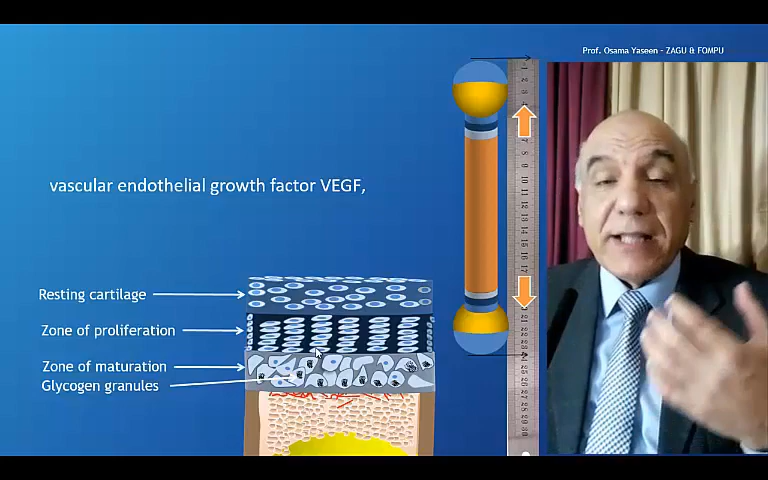 Prof. Osama Yaseen - ZAGU & FOMPU
vascular endothelial growth factor VEGF,
Resting cartilage
Zone of proliferation
Zone of maturation
Glycogen granules